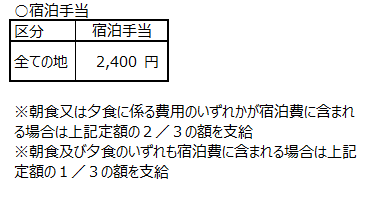 ○宿泊手当
区分 宿泊手当
全ての地 2,400 円
※朝食又は夕食に係る費用のいずれかが宿泊費に含まれ
る場合は上記定額の２／３の額を支給
※朝食及び夕食のいずれも宿泊費に含まれる場合は上記
定額の１／３の額を支給